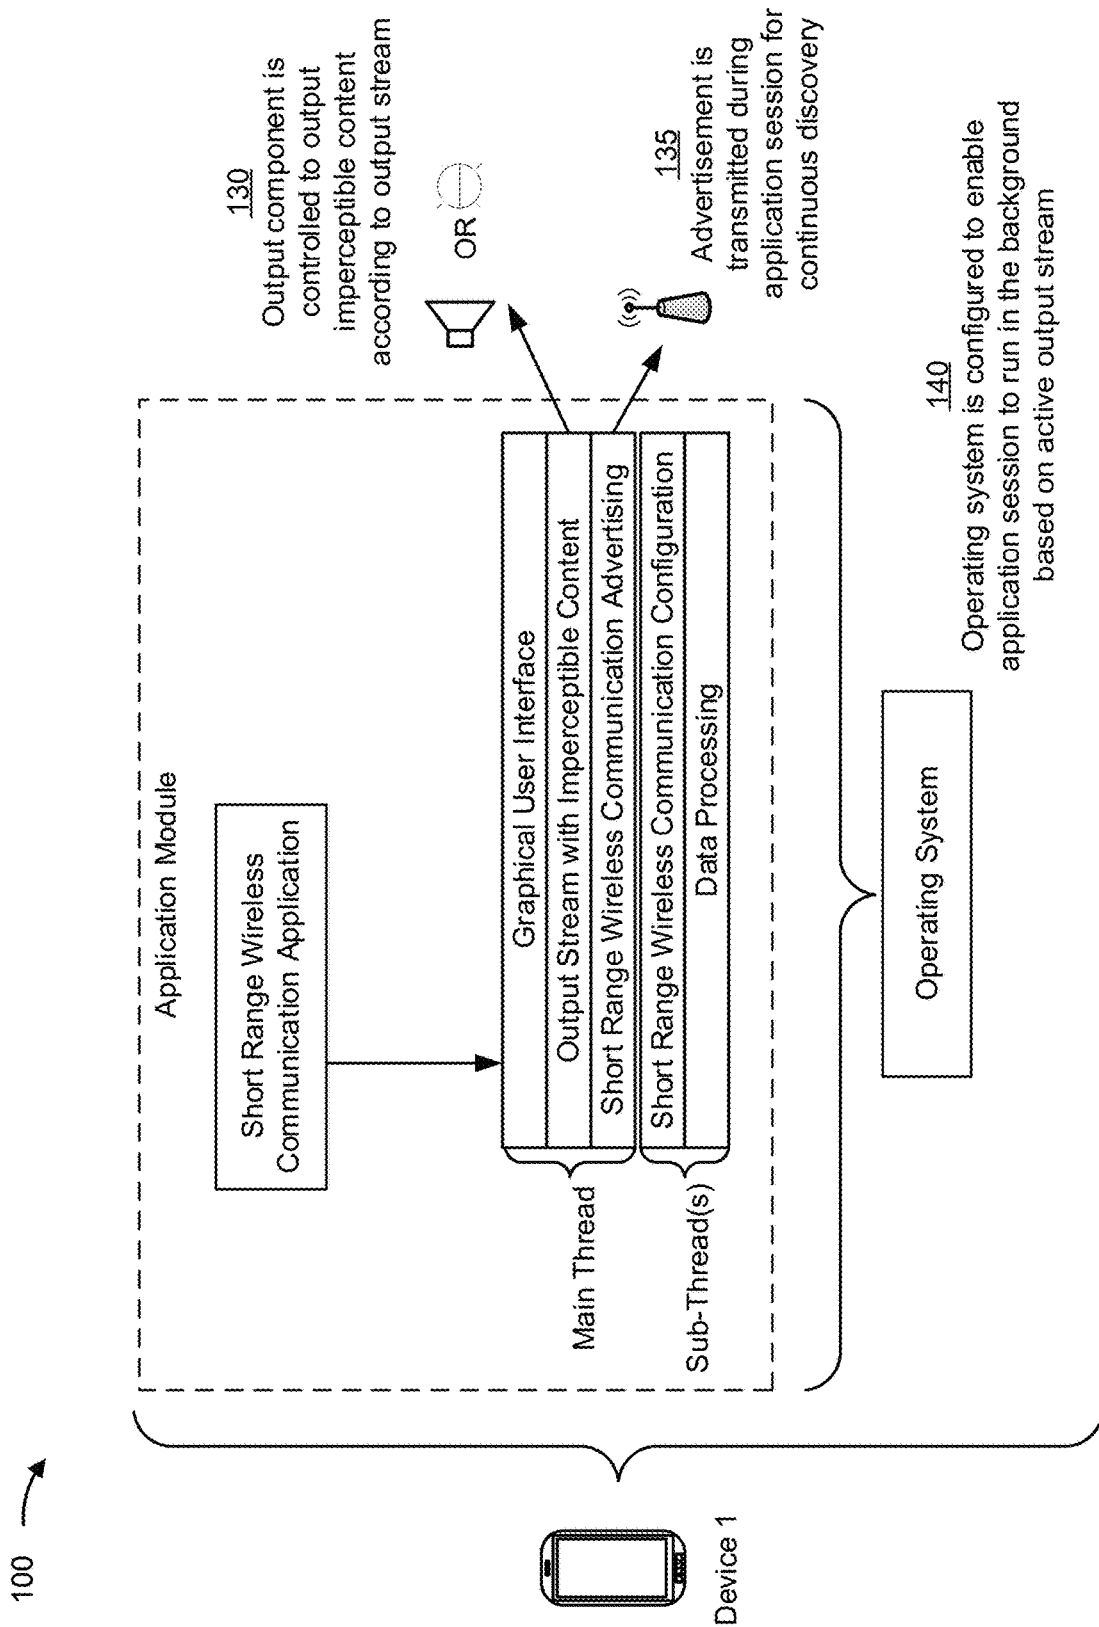 100
Device 1
Application Module
Short Range Wireless
Communication Application
Main Thread
Graphical User Interface
Output Stream with Imperceptible Content
Short Range Wireless Communication Advertising
Sub-Thread(s)
Short Range Wireless Communication Configuration
Data Processing
Operating System
130
Output component is
controlled to output
imperceptible content
according to output stream
OR
135
Advertisement is
transmitted during
application session for
continuous discovery
140
Operating system is configured to enable
application session to run in the background
based on active output stream